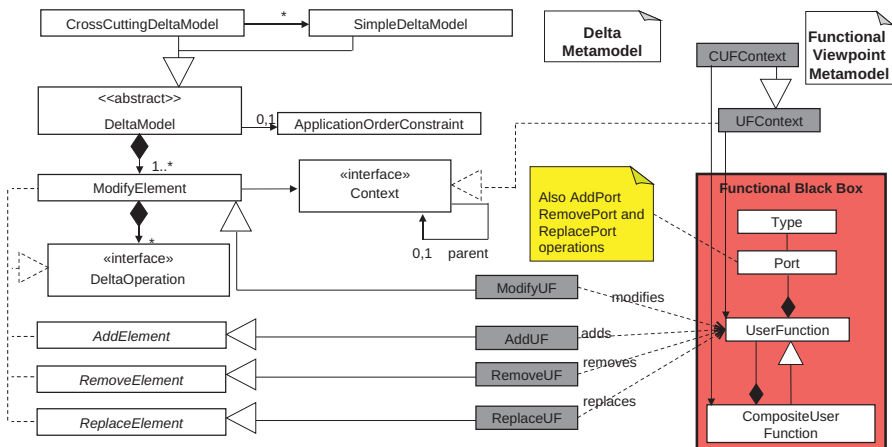 CrossCuttingDeltaModel
*
SimpleDeltaModel
Delta
Metamodel
Functional
Viewpoint
Metamodel
CUFContext
<<abstract>>
DeltaModel
0,1
ApplicationOrderConstraint
UFContext
1..*
ModifyElement
«interface»
Context
0,1
parent
Also AddPort
RemovePort and
ReplacePort
operations
Functional Black Box
Type
Port
*
«interface»
DeltaOperation
ModifyUF
modifies
UserFunction
AddElement
AddUF
adds
RemoveElement
RemoveUF
removes
ReplaceElement
ReplaceUF
replaces
CompositeUser
Function